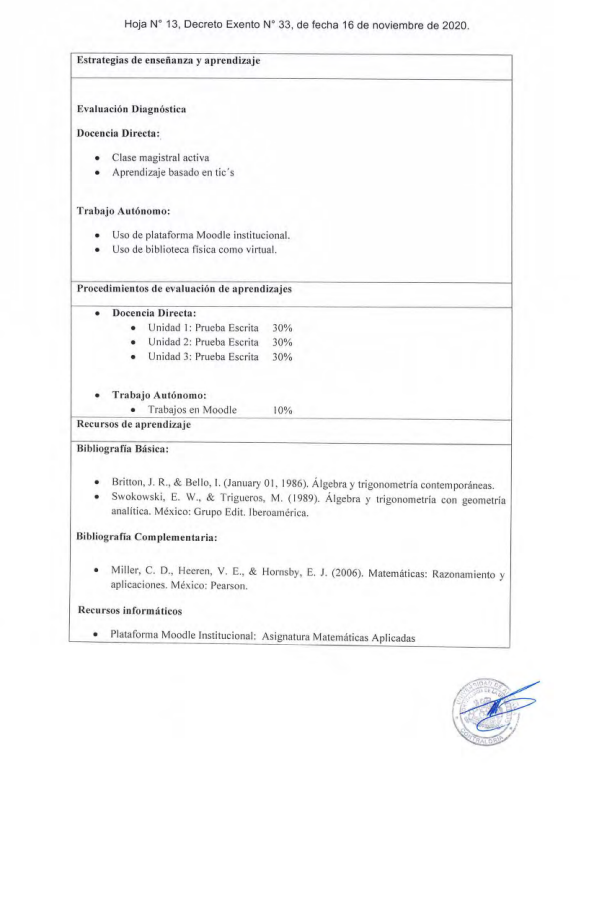 Hoja N° 13, Decreto Exento N° 33, de fecha 16 de noviembre de 2020.
Estrategias de enseñanza y aprendizaje
Evaluación Diagnóstica
Docencia Directa:
• Clase magistral activa
• Aprendizaje basado en tic´s
Trabajo Autónomo:
• Uso de plataforma Moodle institucional.
• Uso de biblioteca física como virtual.
Procedimientos de evaluación de aprendizajes
• Docencia Directa:
• Unidad 1: Prueba Escrita 30%
• Unidad 2: Prueba Escrita 30%
• Unidad 3: Prueba Escrita 30%
• Trabajo Autónomo:
• Trabajos en Moodle 10%
Recursos de aprendizaje
Bibliografía Básica:
• Britton, J. R., & Bello, I. (January 01, 1986). Álgebra y trigonometría contemporáneas.
• Swokowski, E. W., & Trigueros, M. (1989). Álgebra y trigonometría con geometría
analítica. México: Grupo Edit. Iberoamérica.
Bibliografía Complementaria:
• Miller, C. D., Heeren, V. E., & Hornsby, E. J. (2006). Matemáticas: Razonamiento y
aplicaciones. México: Pearson.
Recursos informáticos
• Plataforma Moodle Institucional: Asignatura Matemáticas Aplicadas
CONTRALORIA